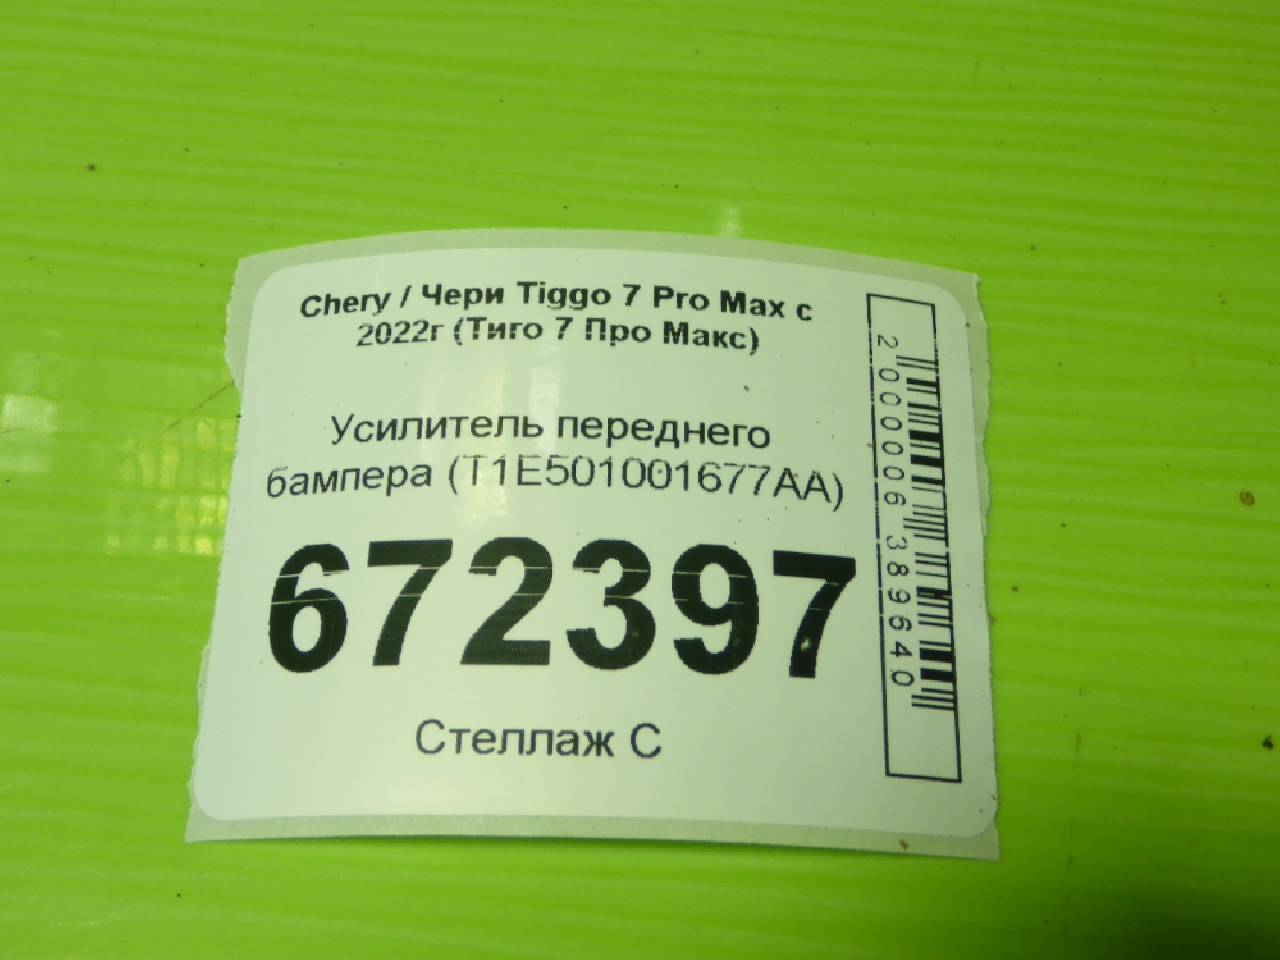 Chery / Чери Tiggo 7 Pro Max с
2022г (Тиго 7 Про Макс)
Усилитель переднего
бампера (T1E501001677AA)
672397
Стеллаж С
2000006389640